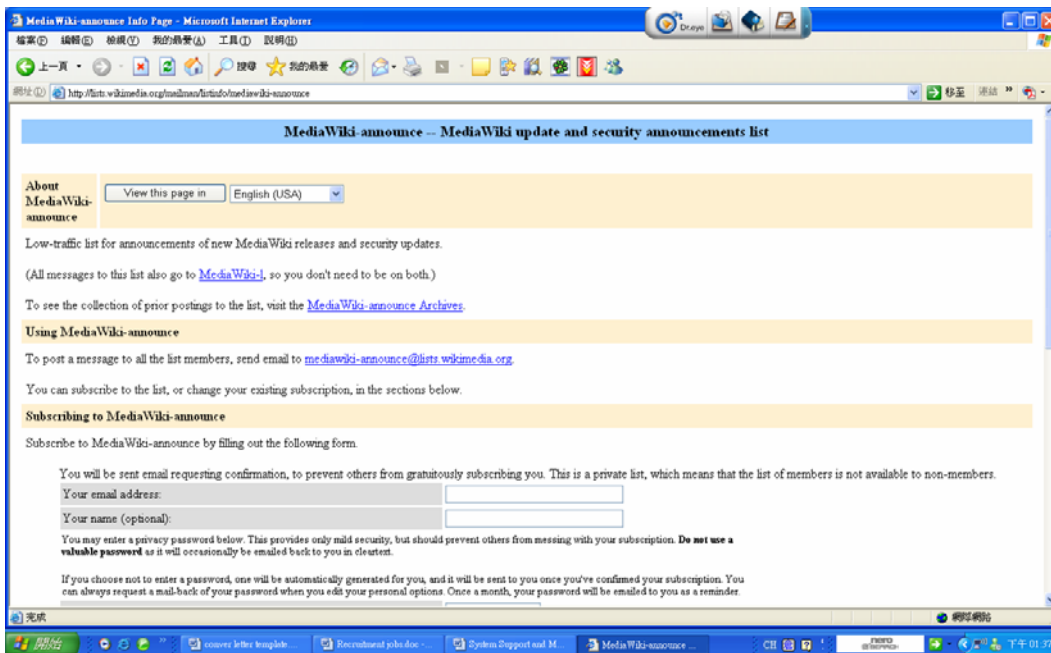 MediaWiki-announce Info Page - Microsoft Internet Explorer
Dr.eye
檔案(F) 編輯(E) 檢視(V) 我的最愛(A) 工具(T) 說明(H)
上一頁 搜尋 我的最愛
網址(D) http://lists.wikimedia.org/mailman/listinfo/mediawiki-announce 移至 連結 »
MediaWiki-announce -- MediaWiki update and security announcements list
About MediaWiki-announce
View this page in English (USA)
Low-traffic list for announcements of new MediaWiki releases and security updates.
(All messages to this list also go to MediaWiki-l, so you don't need to be on both.)
To see the collection of prior postings to the list, visit the MediaWiki-announce Archives.
Using MediaWiki-announce
To post a message to all the list members, send email to mediawiki-announce@lists.wikimedia.org.
You can subscribe to the list, or change your existing subscription, in the sections below.
Subscribing to MediaWiki-announce
Subscribe to MediaWiki-announce by filling out the following form.
You will be sent email requesting confirmation, to prevent others from gratuitously subscribing you. This is a private list, which means that the list of members is not available to non-members.
Your email address:
Your name (optional):
You may enter a privacy password below. This provides only mild security, but should prevent others from messing with your subscription. Do not use a
valuable password as it will occasionally be emailed back to you in cleartext.
If you choose not to enter a password, one will be automatically generated for you, and it will be sent to you once you've confirmed your subscription. You
can always request a mail-back of your password when you edit your personal options. Once a month, your password will be emailed to you as a reminder.
完成 網際網路
開始 » conver letter template... Recruitment jobs.doc -... System Support and M... MediaWiki-announce ... CH nero 下午 01:37